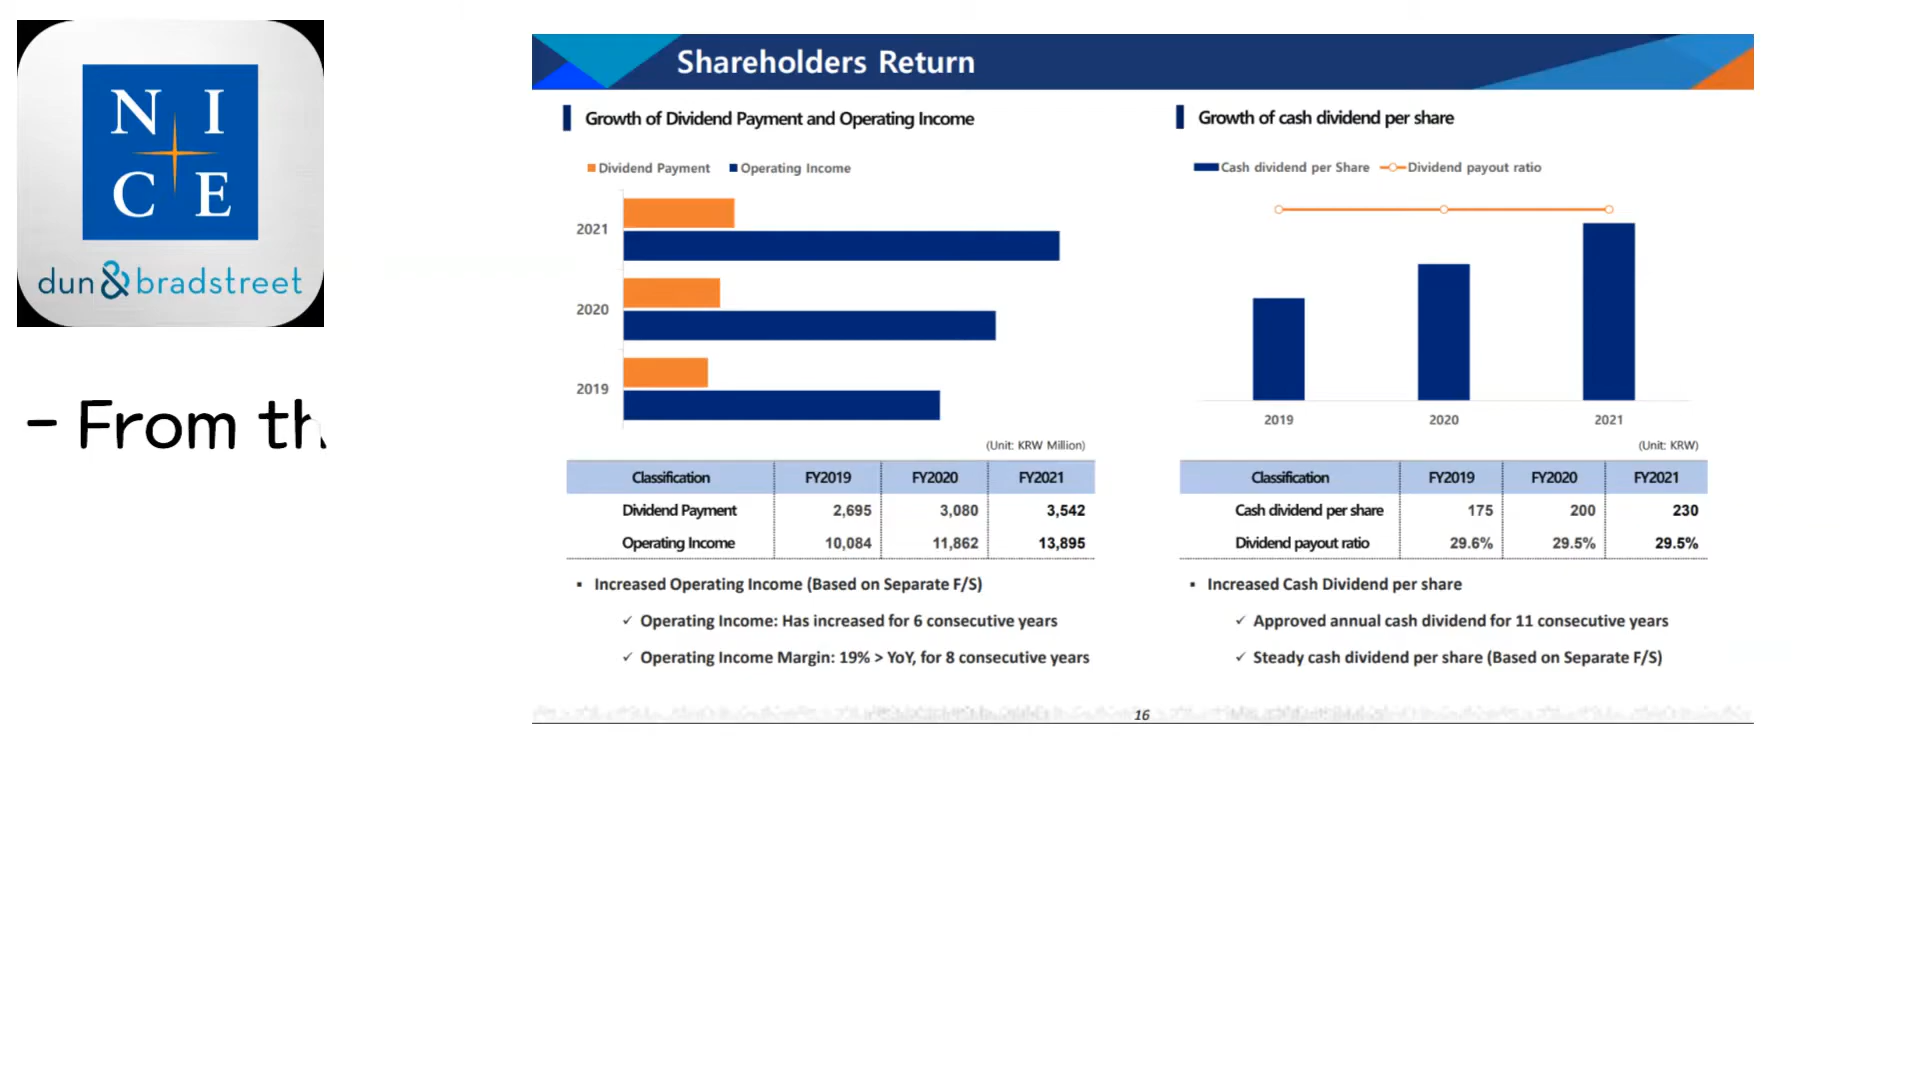 N I
C E
dun&bradstreet
- From th
Shareholders Return
Growth of Dividend Payment and Operating Income
Dividend Payment Operating Income
2021
2020
2019
(Unit: KRW Million)
Classification FY2019 FY2020 FY2021
Dividend Payment 2,695 3,080 3,542
Operating Income 10,084 11,862 13,895
▪ Increased Operating Income (Based on Separate F/S)
✓ Operating Income: Has increased for 6 consecutive years
✓ Operating Income Margin: 19% > YoY, for 8 consecutive years
Growth of cash dividend per share
Cash dividend per Share Dividend payout ratio
2019 2020 2021
(Unit: KRW)
Classification FY2019 FY2020 FY2021
Cash dividend per share 175 200 230
Dividend payout ratio 29.6% 29.5% 29.5%
▪ Increased Cash Dividend per share
✓ Approved annual cash dividend for 11 consecutive years
✓ Steady cash dividend per share (Based on Separate F/S)
16